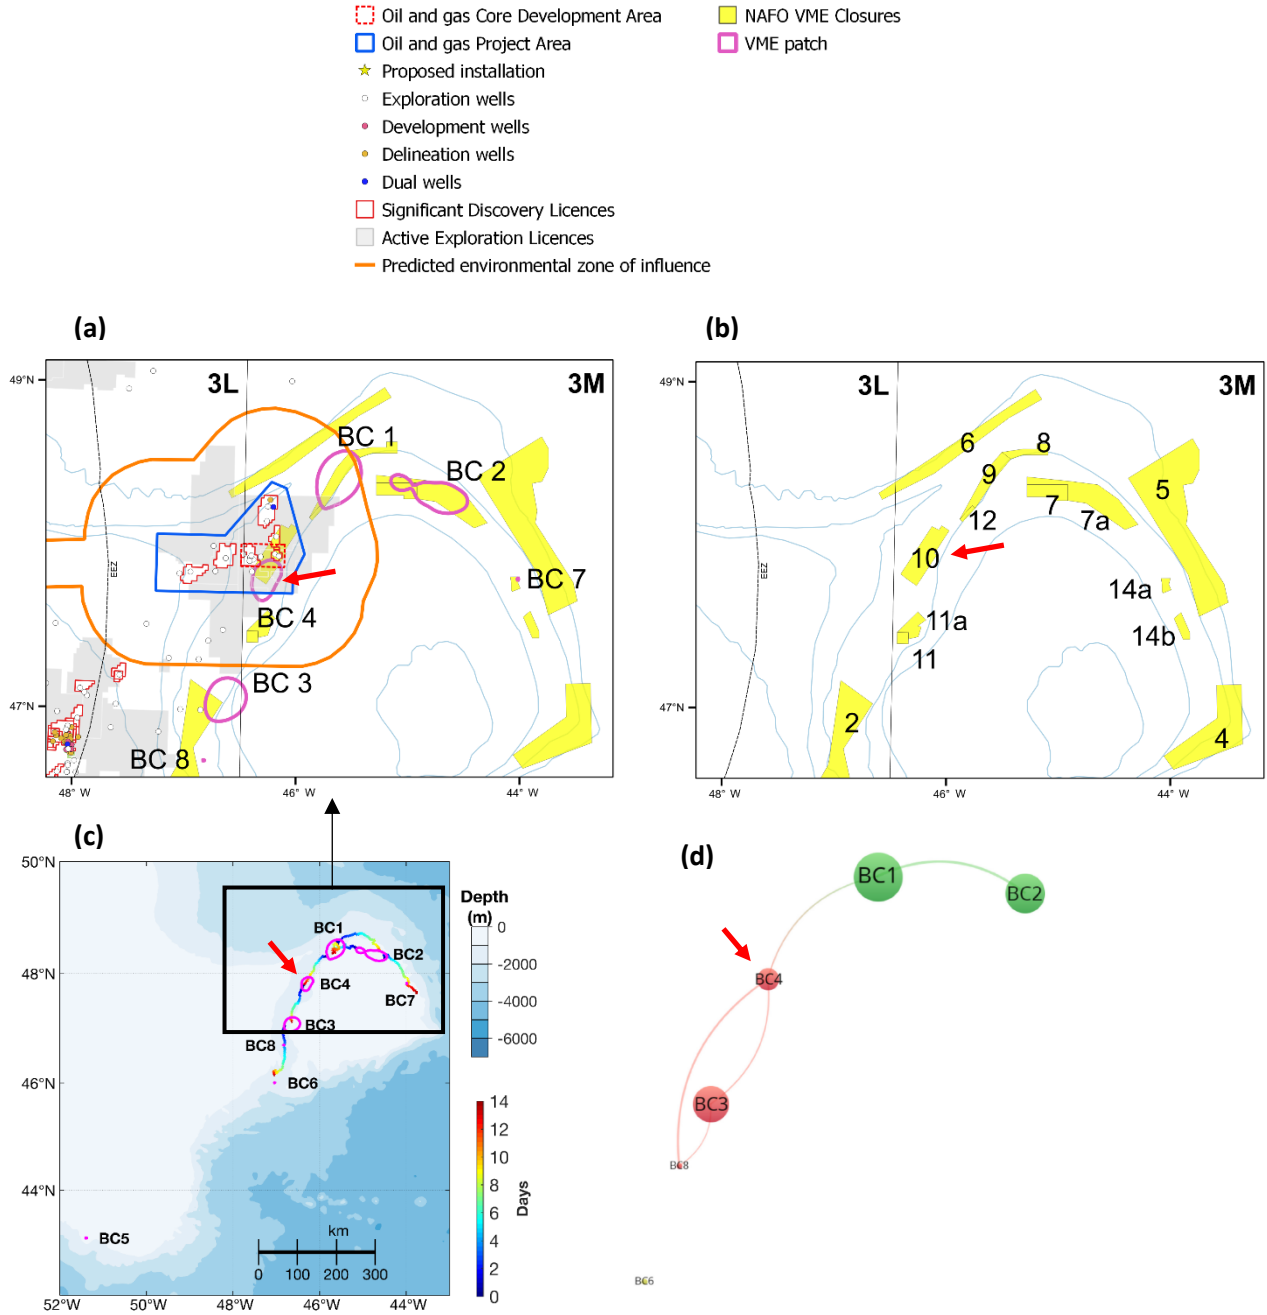 Oil and gas Core Development Area
NAFO VME Closures
Oil and gas Project Area
VME patch
Proposed installation
Exploration wells
Development wells
Delineation wells
Dual wells
Significant Discovery Licences
Active Exploration Licences
Predicted environmental zone of influence
(a)
3L
3M
49°N
47°N
EEZ
BC 1
BC 2
BC 7
BC 4
BC 3
BC 8
48° W
46° W
44° W
(b)
3L
3M
49°N
47°N
EEZ
6
8
9
5
7
7a
12
10
14a
11a
14b
11
2
4
48° W
46° W
44° W
(c)
50°N
48°N
46°N
44°N
52°W
50°W
48°W
46°W
44°W
BC1
BC2
BC4
BC7
BC3
BC8
BC6
BC5
km
0 100 200 300
Depth
(m)
0
-2000
-4000
-6000
14
12
10
8
6
4
2
0
Days
(d)
BC1
BC2
BC4
BC3
BC8
BC6